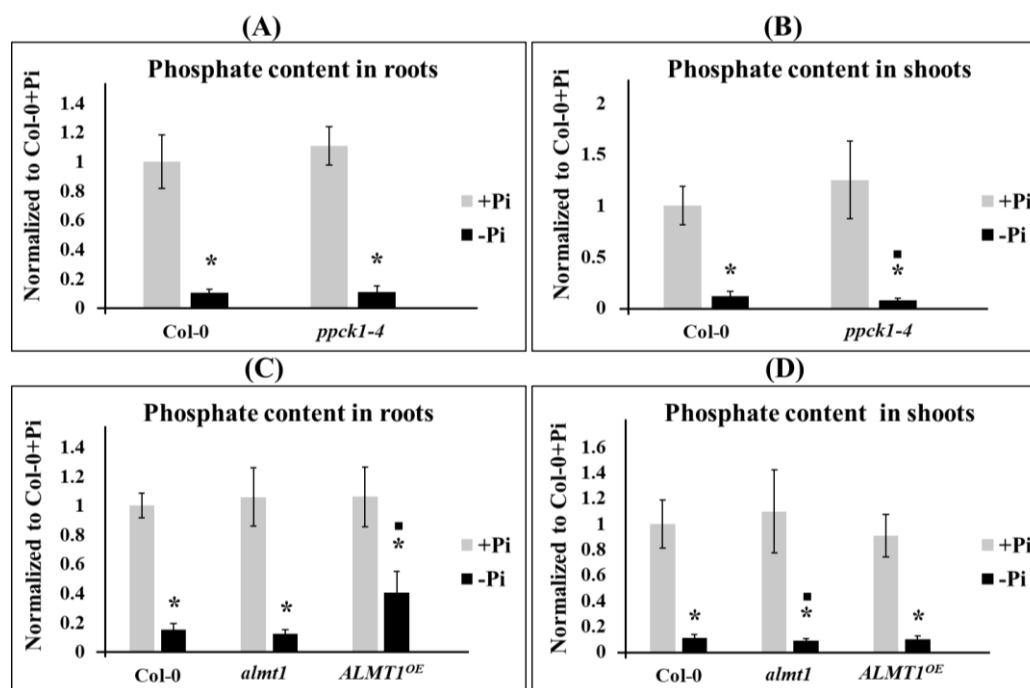 (A)
Phosphate content in roots
Normalized to Col-0+Pi
1.4
1.2
1
0.8
0.6
0.4
0.2
0
*
*
Col-0
ppck1-4
+Pi
-Pi
(B)
Phosphate content in shoots
Normalized to Col-0+Pi
2
1.5
1
0.5
0
*
*
Col-0
ppck1-4
+Pi
-Pi
(C)
Phosphate content in roots
Normalized to Col-0+Pi
1.4
1.2
1
0.8
0.6
0.4
0.2
0
*
*
*
Col-0
almt1
ALMT1^OE
+Pi
-Pi
(D)
Phosphate content in shoots
Normalized to Col-0+Pi
1.6
1.4
1.2
1
0.8
0.6
0.4
0.2
0
*
*
*
Col-0
almt1
ALMT1^OE
+Pi
-Pi